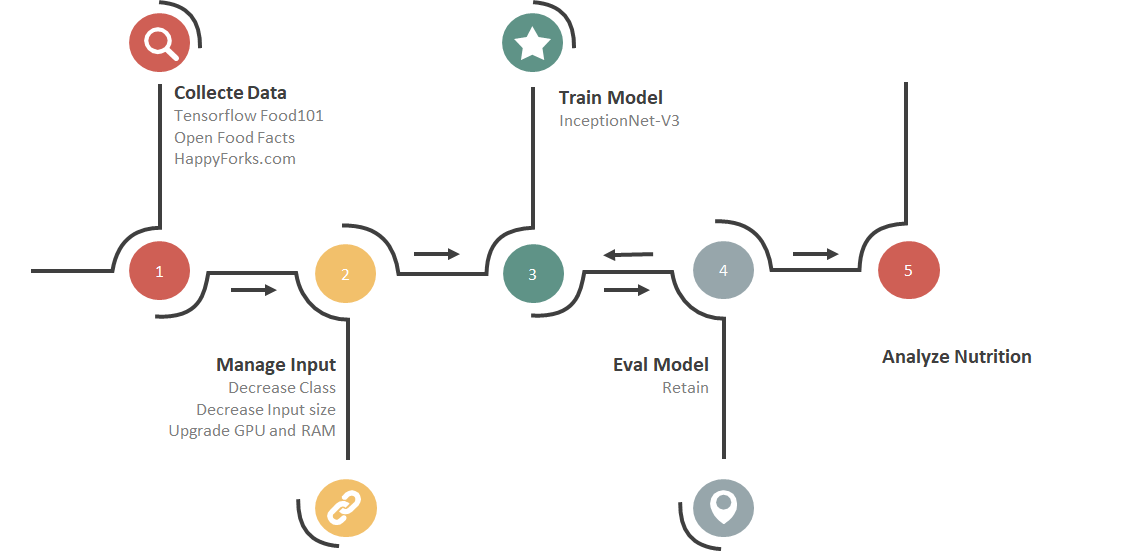 Collecte Data
Tensorflow Food101
Open Food Facts
HappyForks.com
Train Model
InceptionNet-V3
1
2
3
4
5
Manage Input
Decrease Class
Decrease Input size
Upgrade GPU and RAM
Eval Model
Retain
Analyze Nutrition